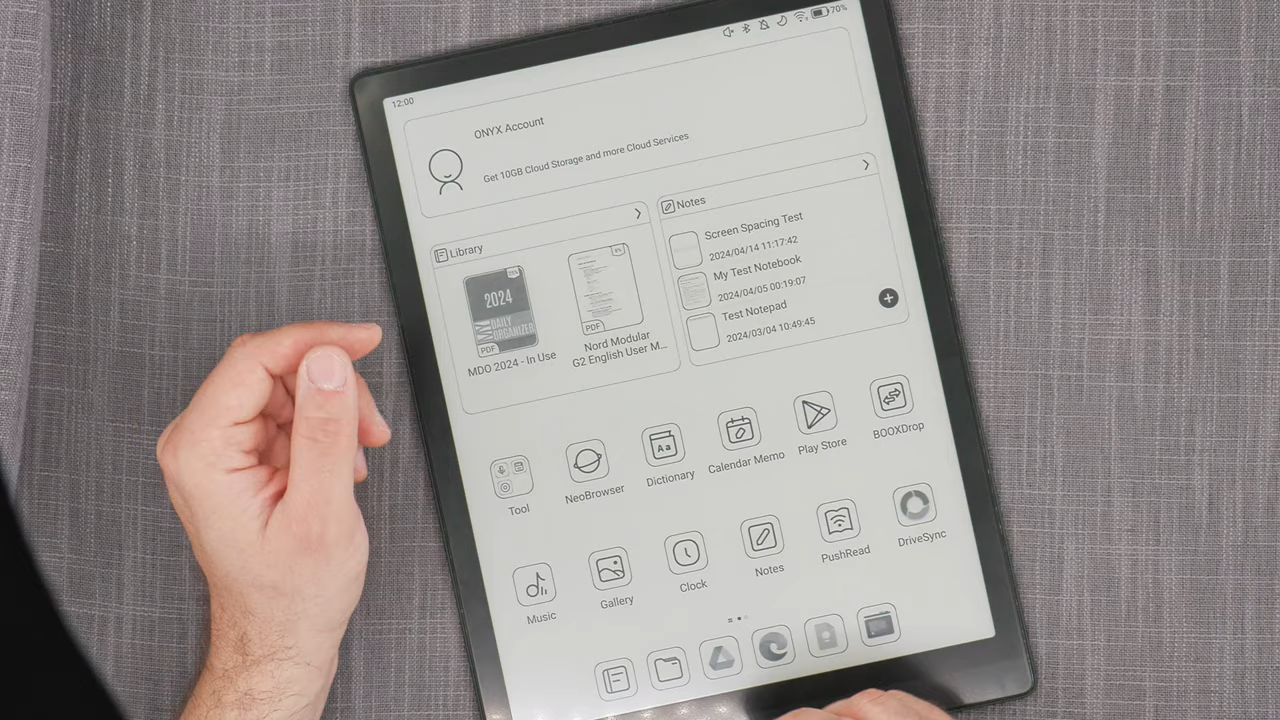 12:00
70%
ONYX Account
Get 10GB Cloud Storage and more Cloud Services
Library
2024
MY DAILY
ORGANIZER
PDF
MDO 2024 - In Use
PDF
Nord Modular
G2 English User M...
Notes
Screen Spacing Test
2024/04/14 11:17:42
My Test Notebook
2024/04/05 00:19:07
Test Notepad
2024/03/04 10:49:45
Tool
NeoBrowser
Aa
Dictionary
Calendar Memo
Play Store
BOOXDrop
Music
Gallery
Clock
Notes
PushRead
DriveSync